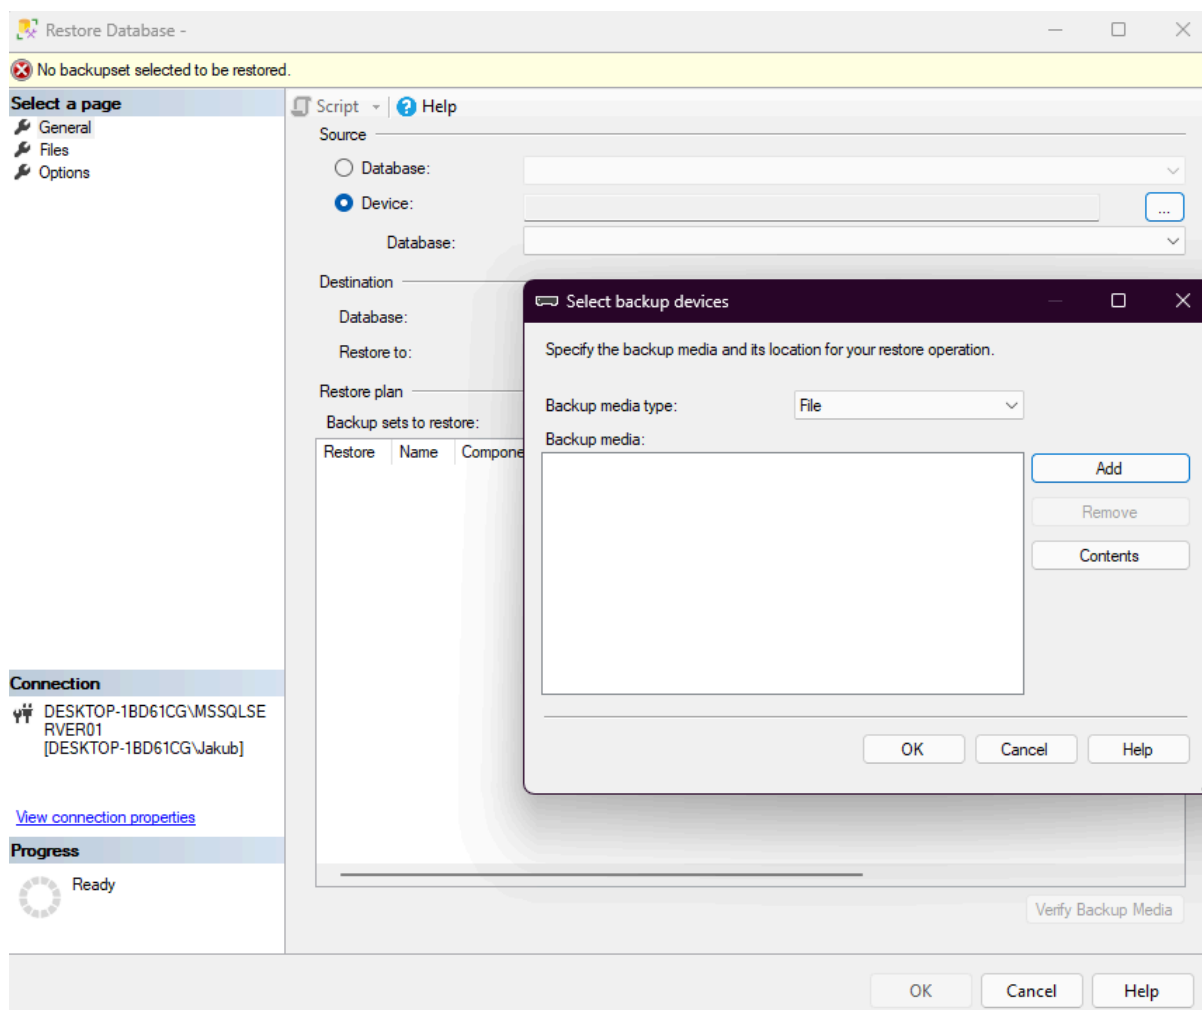 Restore Database -
No backupset selected to be restored.
Select a page
General
Files
Options
Script
Help
Source
Database:
Device:
...
Database:
Destination
Database:
Restore to:
Restore plan
Backup sets to restore:
Restore Name Compone
Select backup devices
Specify the backup media and its location for your restore operation.
Backup media type: File
Backup media:
Add
Remove
Contents
OK Cancel Help
Connection
DESKTOP-1BD61CG\MSSQLSE
RVER01
[DESKTOP-1BD61CG\Jakub]
View connection properties
Progress
Ready
Verify Backup Media
OK Cancel Help